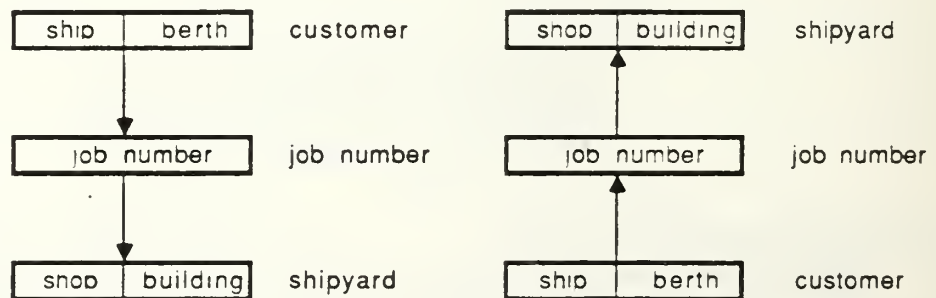 ship berth customer shop building shipyard
job number job number job number job number
shop building shipyard ship berth customer